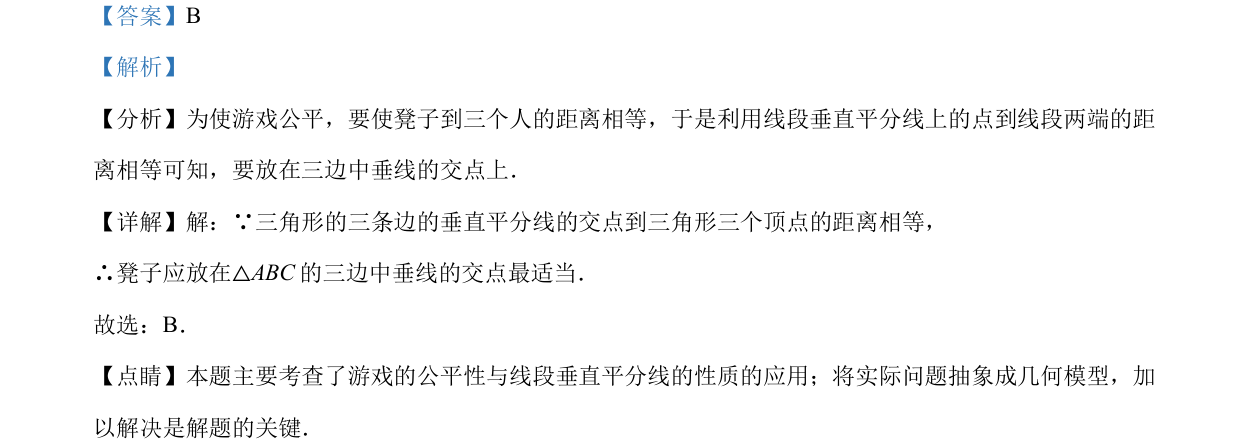 【答案】B
【解析】
【分析】为使游戏公平，要使凳子到三个人的距离相等，于是利用线段垂直平分线上的点到线段两端的距
离相等可知，要放在三边中垂线的交点上．
【详解】解：∵三角形的三条边的垂直平分线的交点到三角形三个顶点的距离相等，
∴凳子应放在△ABC 的三边中垂线的交点最适当．
故选：B．
【点睛】本题主要考查了游戏的公平性与线段垂直平分线的性质的应用；将实际问题抽象成几何模型，加
以解决是解题的关键．